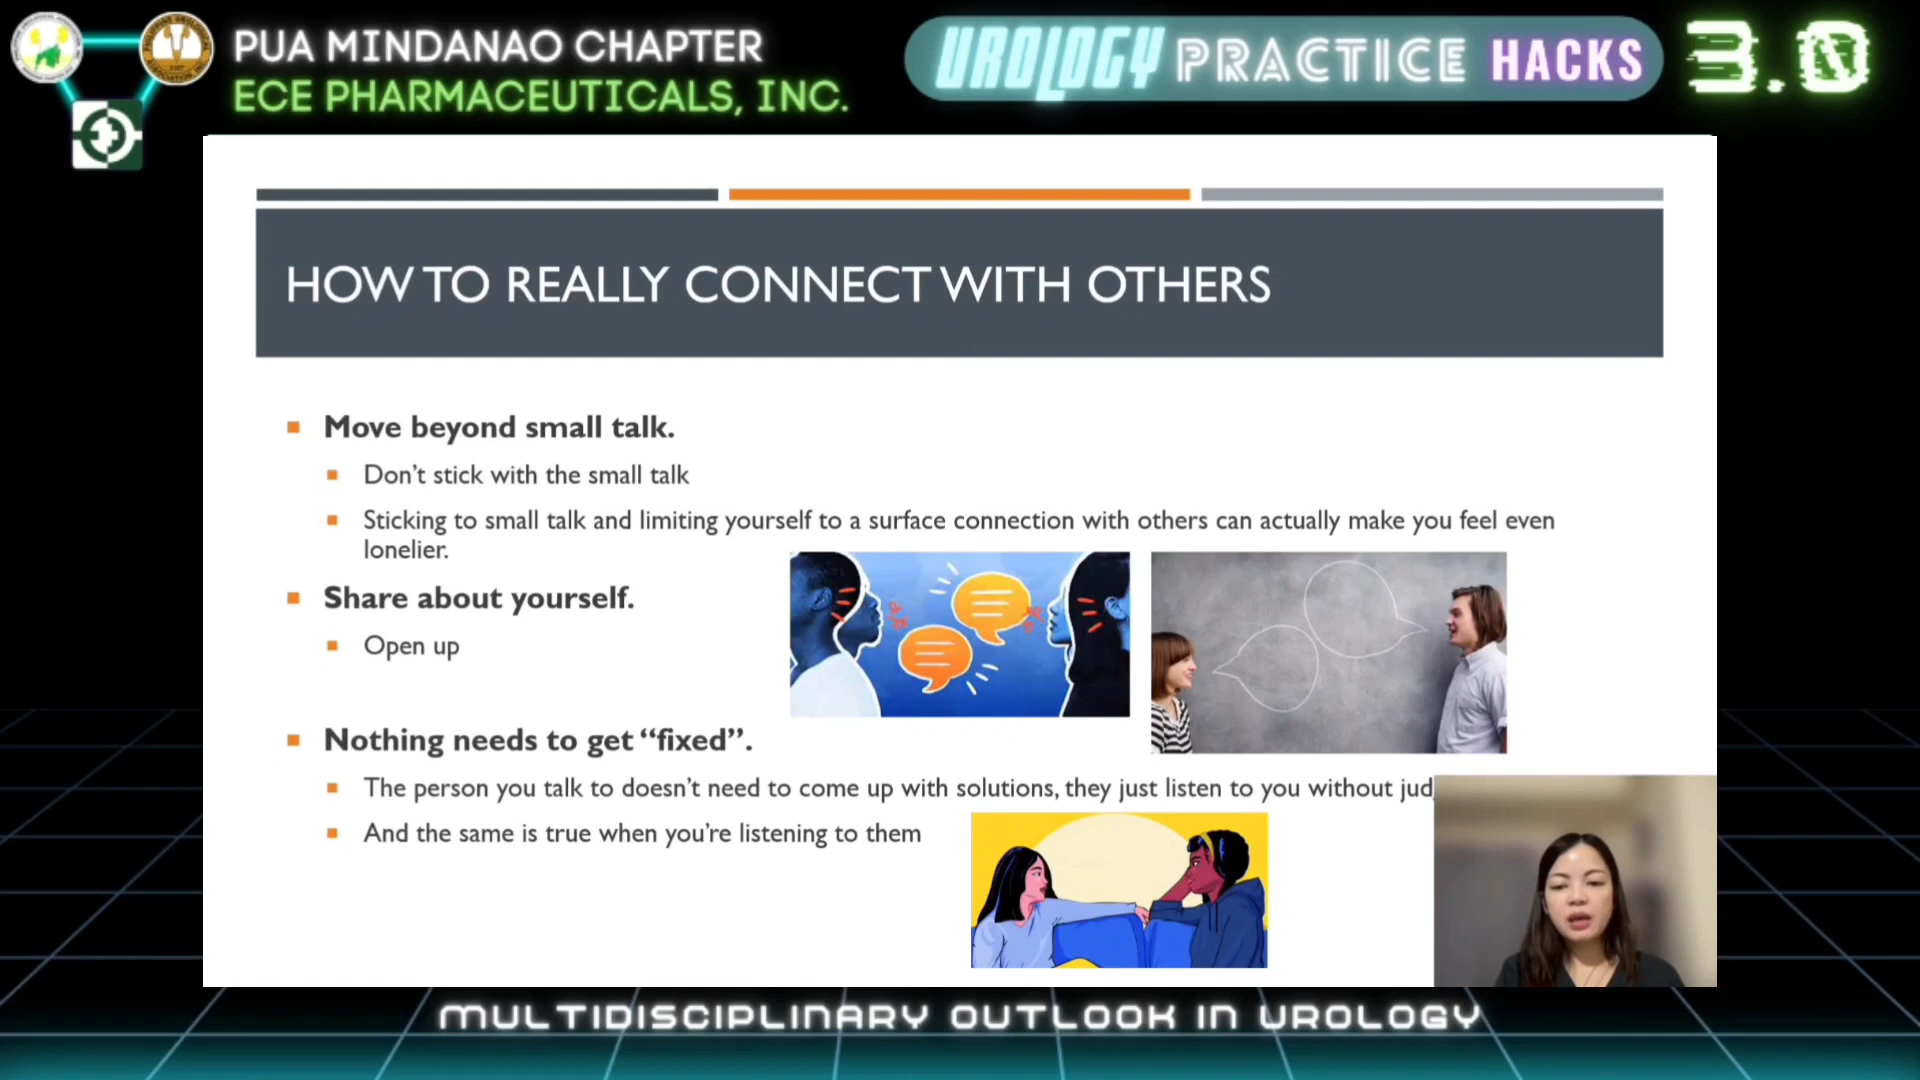 PUA MINDANAO CHAPTER
ECE PHARMACEUTICALS, INC.
UROLOGY PRACTICE HACKS 3.0
HOW TO REALLY CONNECT WITH OTHERS
Move beyond small talk.
Don’t stick with the small talk
Sticking to small talk and limiting yourself to a surface connection with others can actually make you feel even
lonelier.
Share about yourself.
Open up
Nothing needs to get “fixed”.
The person you talk to doesn’t need to come up with solutions, they just listen to you without
And the same is true when you’re listening to them
MULTIDISCIPLINARY OUTLOOK IN UROLOGY